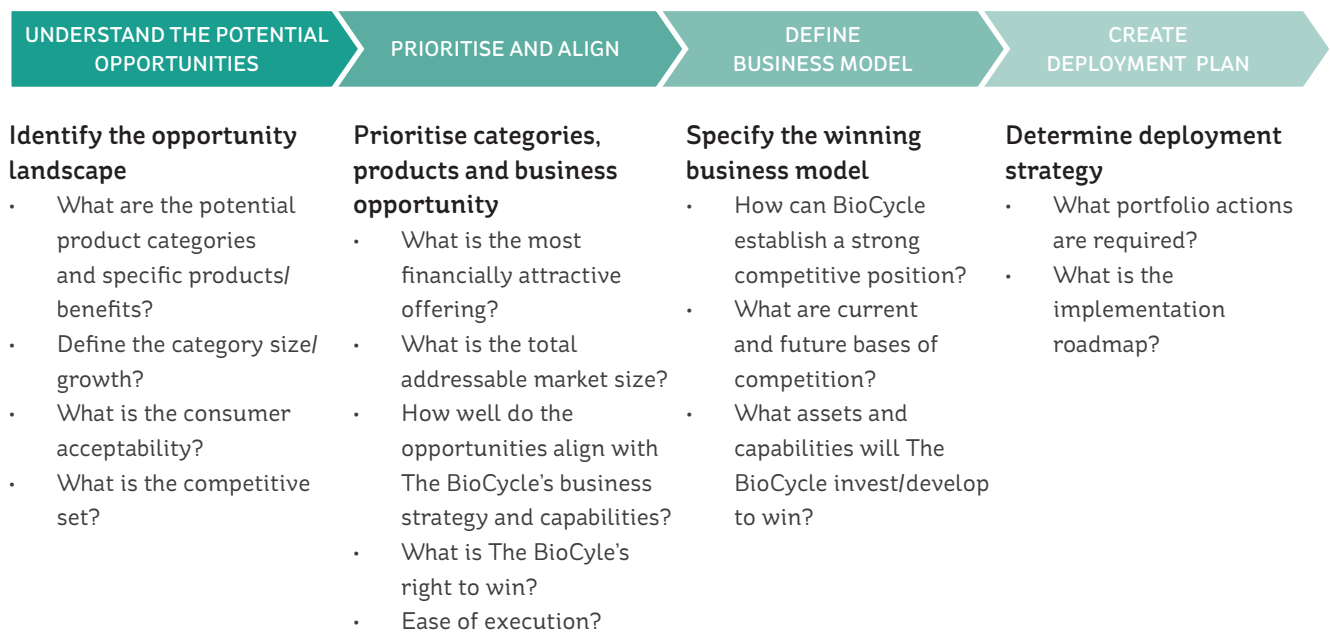 UNDERSTAND THE POTENTIAL
OPPORTUNITIES
PRIORITISE AND ALIGN
DEFINE
BUSINESS MODEL
CREATE
DEPLOYMENT PLAN
Identify the opportunity
landscape
• What are the potential
product categories
and specific products/
benefits?
• Define the category size/
growth?
• What is the consumer
acceptability?
• What is the competitive
set?
Prioritise categories,
products and business
opportunity
• What is the most
financially attractive
offering?
• What is the total
addressable market size?
• How well do the
opportunities align with
The BioCycle's business
strategy and capabilities?
• What is The BioCyle's
right to win?
• Ease of execution?
Specify the winning
business model
• How can BioCycle
establish a strong
competitive position?
• What are current
and future bases of
competition?
• What assets and
capabilities will The
BioCycle invest/develop
to win?
Determine deployment
strategy
• What portfolio actions
are required?
• What is the
implementation
roadmap?